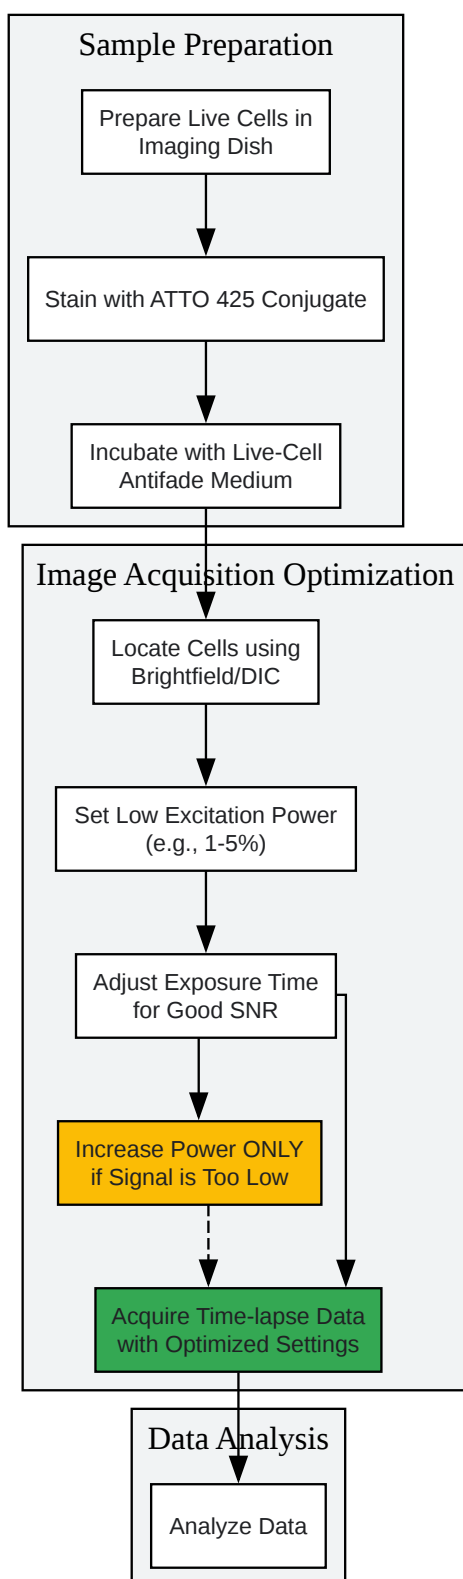 Sample Preparation
Prepare Live Cells in
Imaging Dish
Stain with ATTO 425 Conjugate
Incubate with Live-Cell
Antifade Medium
Image Acquisition Optimization
Locate Cells using
Brightfield/DIC
Set Low Excitation Power
(e.g., 1-5%)
Adjust Exposure Time
for Good SNR
Increase Power ONLY
if Signal is Too Low
Acquire Time-lapse Data
with Optimized Settings
Data Analysis
Analyze Data